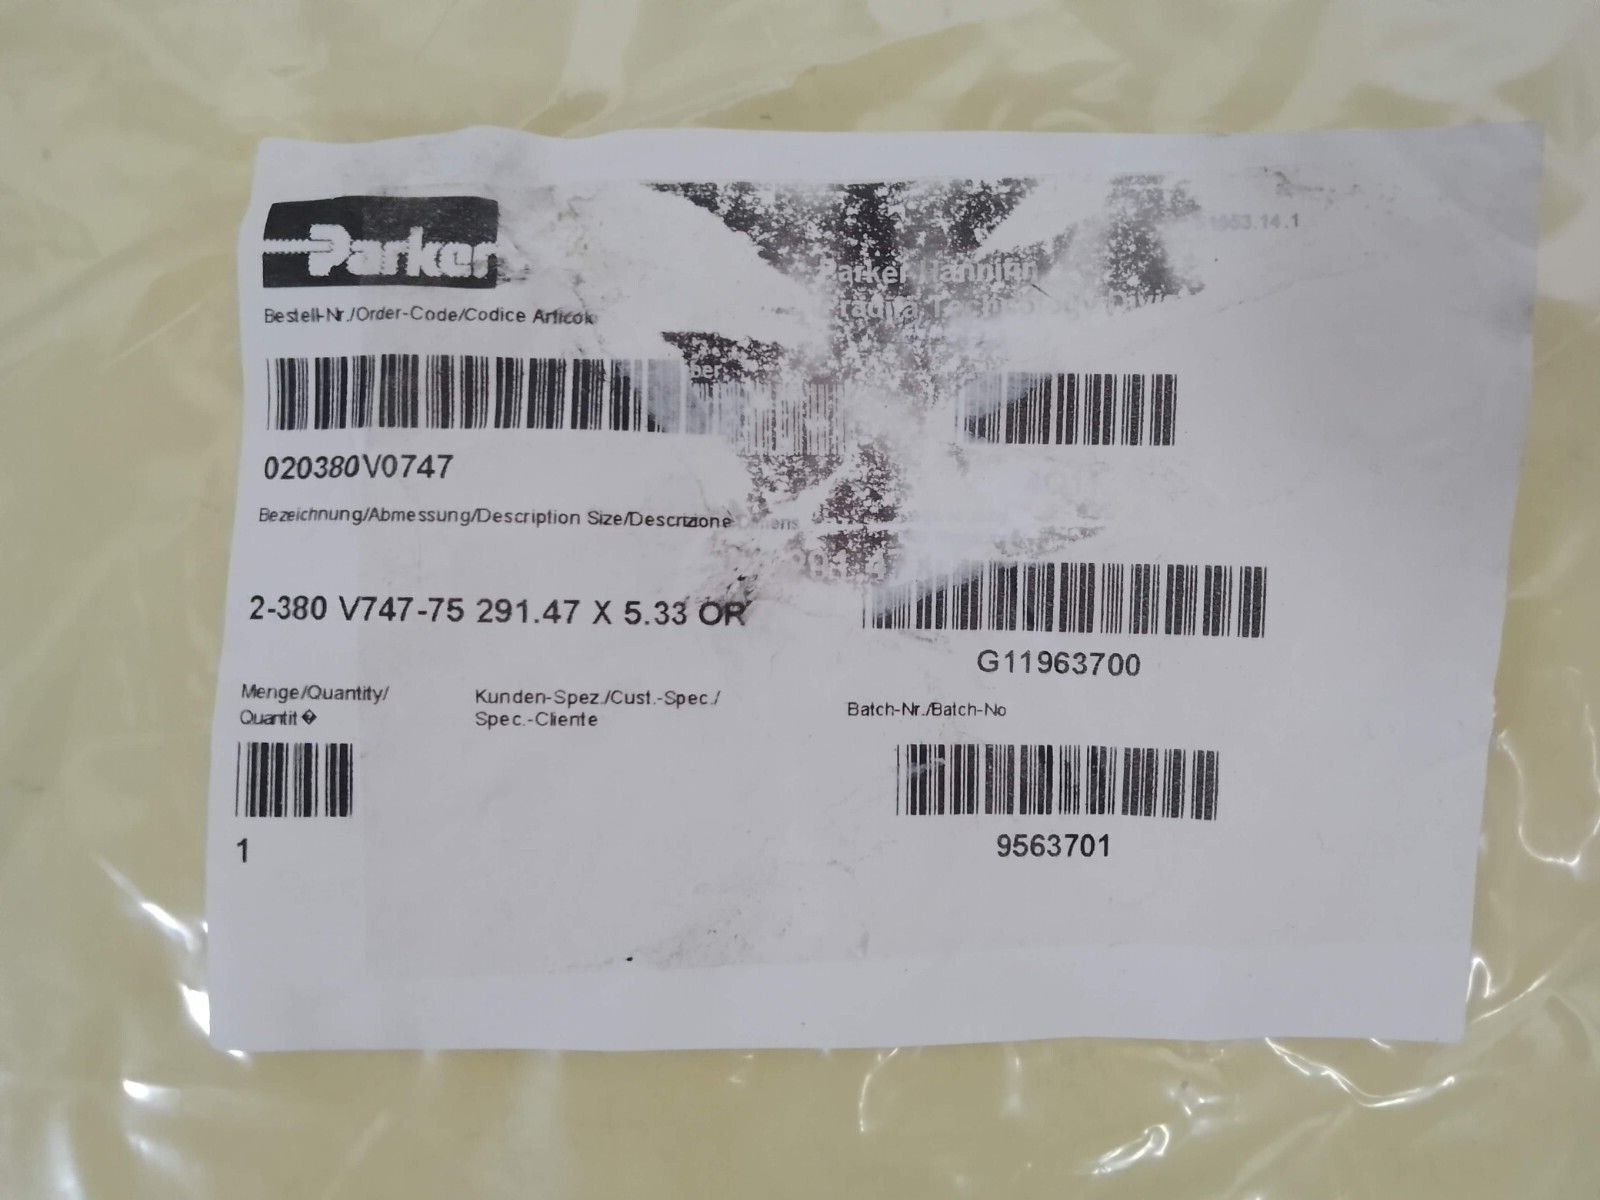 Parker
Parker Hannifin
Bestell-Nr./Order-Code/Codice Articolo
020380V0747
Bezeichnung/Abmessung/Description Size/Descrizione
2-380 V747-75 291.47 X 5.33 OR
G11963700
Menge/Quantity/
Quantit�
Kunden-Spez./Cust.-Spec./
Spec.-Cliente
Batch-Nr./Batch-No
1
9563701